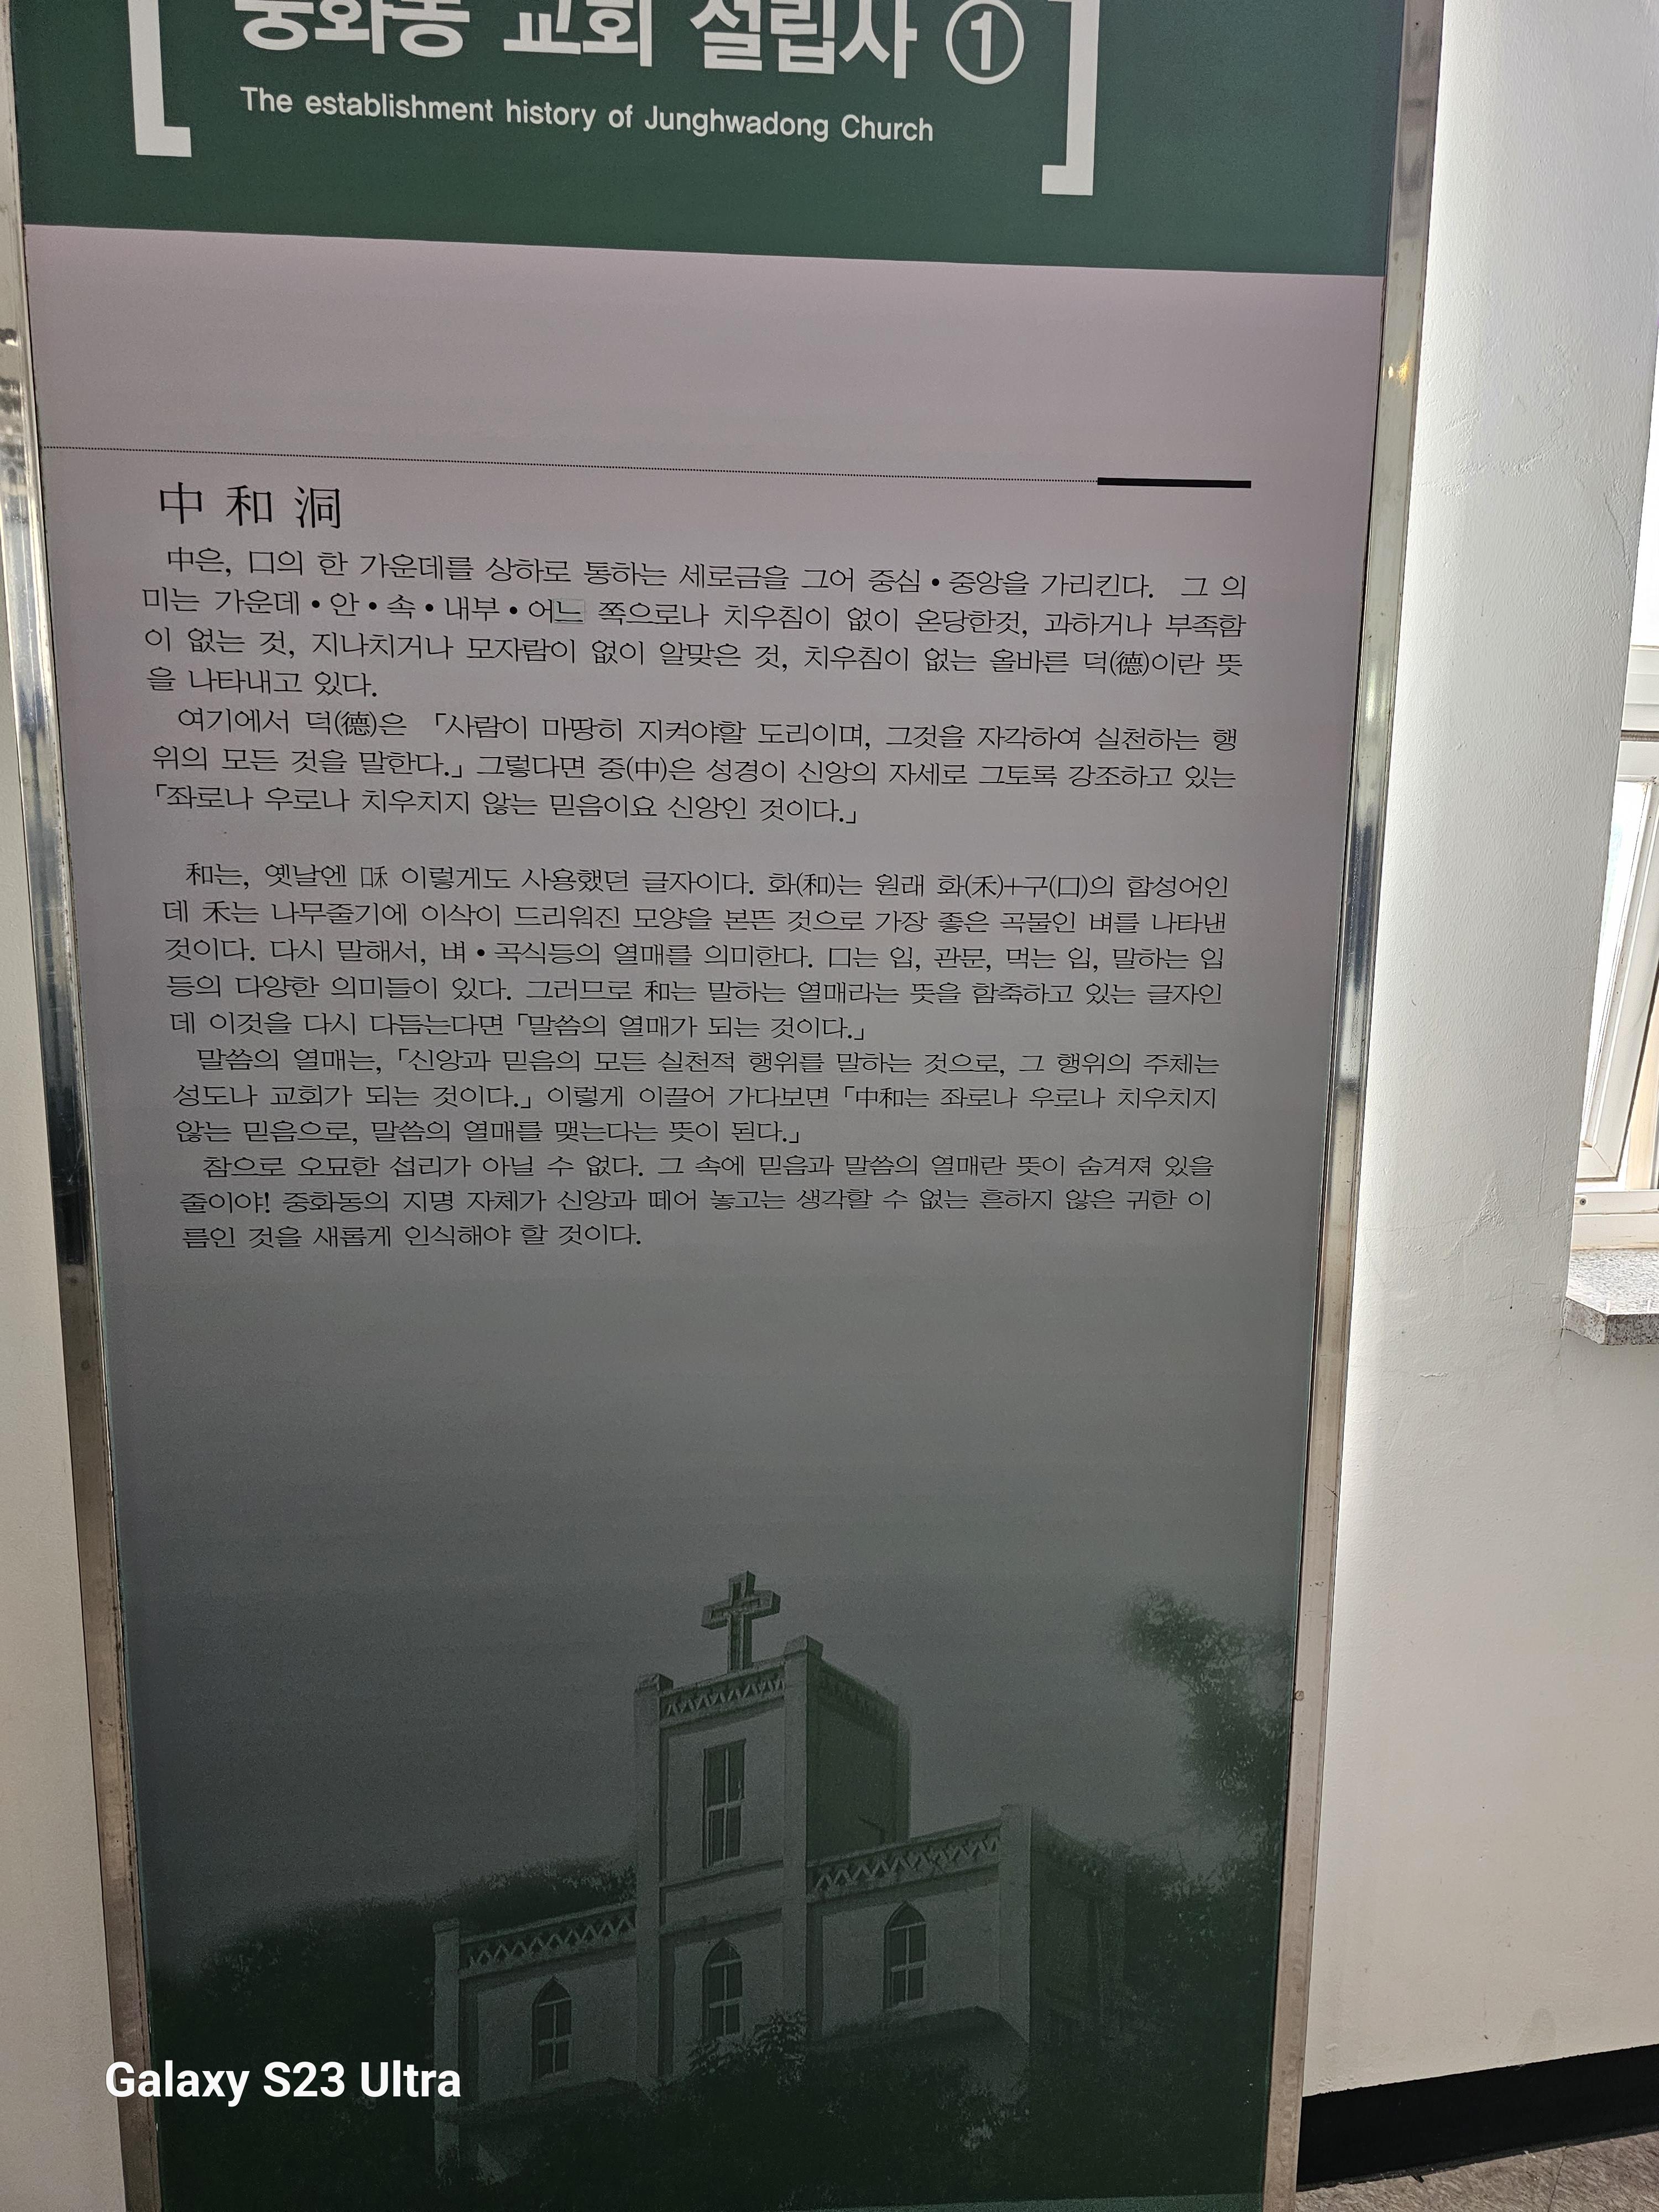 중화동 교회 설립사 ①
The establishment history of Junghwadong Church
中 和 洞
中은, 口의 한 가운데를 상하로 통하는 세로금을 그어 중심 • 중앙을 가리킨다. 그 의
미는 가운데 • 안 • 속 • 내부 • 어느 쪽으로나 치우침이 없이 온당한것, 과하거나 부족함
이 없는 것, 지나치거나 모자람이 없이 알맞은 것, 치우침이 없는 올바른 덕(德)이란 뜻
을 나타내고 있다.
여기에서 덕(德)은 「사람이 마땅히 지켜야할 도리이며, 그것을 자각하여 실천하는 행
위의 모든 것을 말한다.」 그렇다면 중(中)은 성경이 신앙의 자세로 그토록 강조하고 있는
「좌로나 우로나 치우치지 않는 믿음이요 신앙인 것이다.」
和는, 옛날엔 咊 이렇게도 사용했던 글자이다. 화(和)는 원래 화(禾)+구(口)의 합성어인
데 禾는 나무줄기에 이삭이 드리워진 모양을 본뜬 것으로 가장 좋은 곡물인 벼를 나타낸
것이다. 다시 말해서, 벼 • 곡식등의 열매를 의미한다. 口는 입, 관문, 먹는 입, 말하는 입
등의 다양한 의미들이 있다. 그러므로 和는 말하는 열매라는 뜻을 함축하고 있는 글자인
데 이것을 다시 다듬는다면 「말씀의 열매가 되는 것이다.」
말씀의 열매는, 「신앙과 믿음의 모든 실천적 행위를 말하는 것으로, 그 행위의 주체는
성도나 교회가 되는 것이다.」 이렇게 이끌어 가다보면 「中和는 좌로나 우로나 치우치지
않는 믿음으로, 말씀의 열매를 맺는다는 뜻이 된다.」
참으로 오묘한 섭리가 아닐 수 없다. 그 속에 믿음과 말씀의 열매란 뜻이 숨겨져 있을
줄이야! 중화동의 지명 자체가 신앙과 떼어 놓고는 생각할 수 없는 흔하지 않은 귀한 이
름인 것을 새롭게 인식해야 할 것이다.
Galaxy S23 Ultra